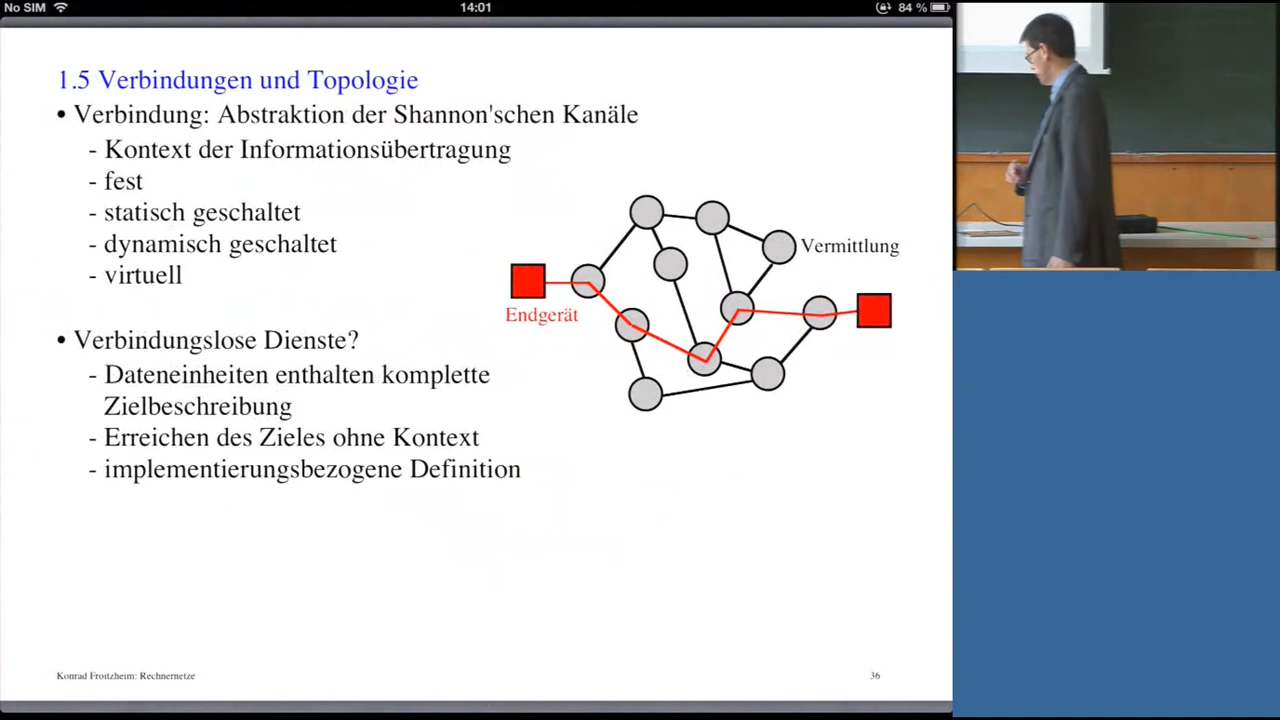 No SIM 14:01 84 %
1.5 Verbindungen und Topologie
• Verbindung: Abstraktion der Shannon'schen Kanäle
- Kontext der Informationsübertragung
- fest
- statisch geschaltet
- dynamisch geschaltet
- virtuell
Vermittlung
Endgerät
• Verbindungslose Dienste?
- Dateneinheiten enthalten komplette
Zielbeschreibung
- Erreichen des Zieles ohne Kontext
- implementierungsbezogene Definition
Konrad Froitzheim: Rechnernetze 36